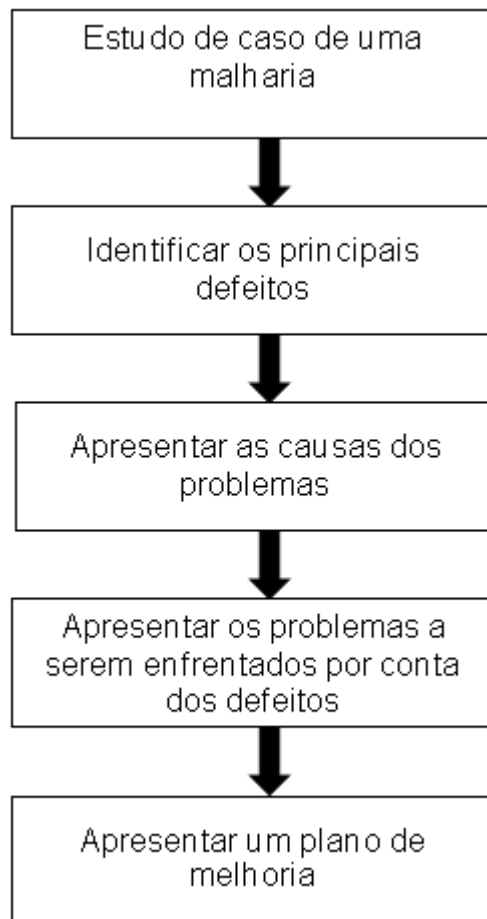 Estudo de caso de uma
malharia
Identificar os principais
defeitos
Apresentar as causas dos
problemas
Apresentar os problemas a
serem enfrentados por conta
dos defeitos
Apresentar um plano de
melhoria